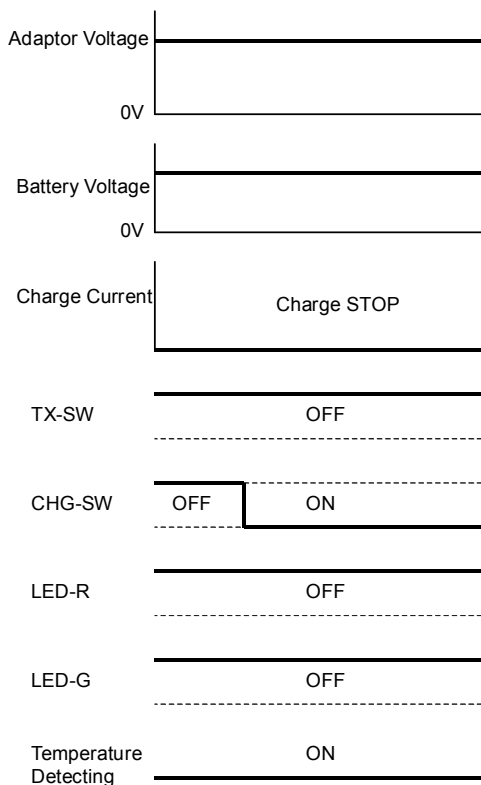 Adaptor Voltage
0V
Battery Voltage
0V
Charge Current
Charge STOP
TX-SW
OFF
CHG-SW
OFF
ON
LED-R
OFF
LED-G
OFF
Temperature
Detecting
ON